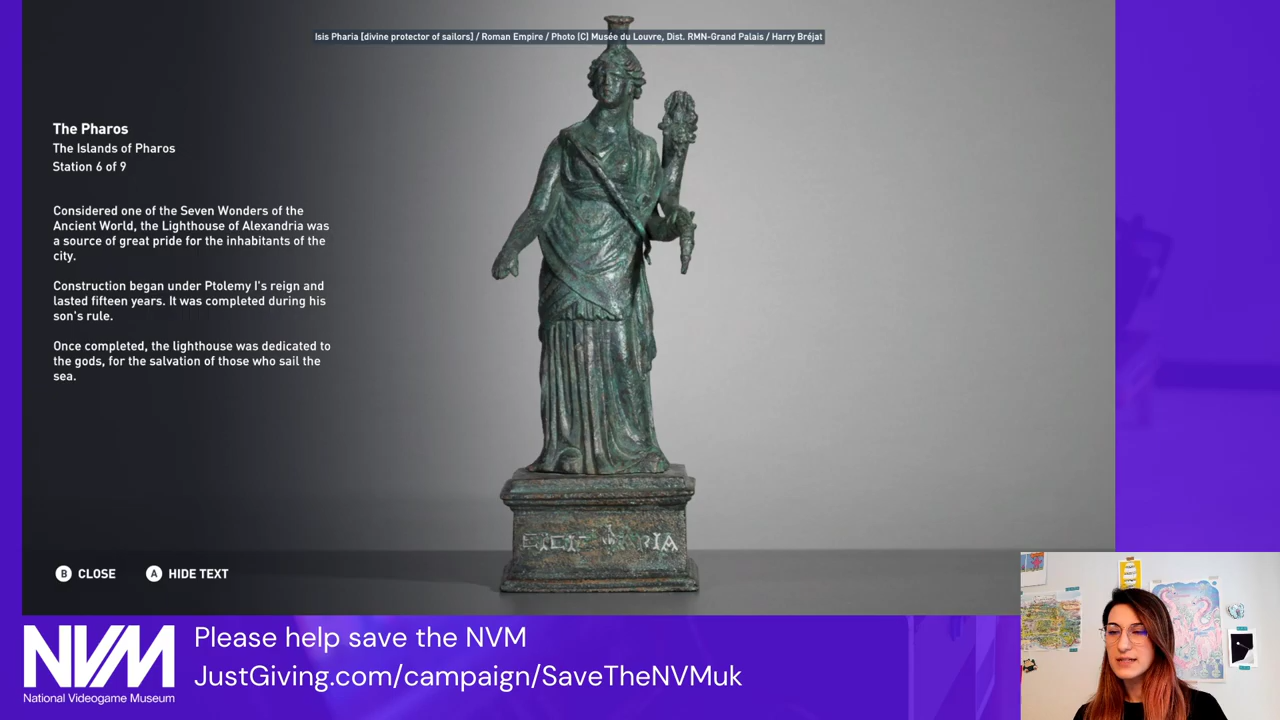 Isis Pharia [divine protector of sailors] / Roman Empire / Photo (C) Musée du Louvre, Dist. RMN-Grand Palais / Harry Bréjat
The Pharos
The Islands of Pharos
Station 6 of 9
Considered one of the Seven Wonders of the
Ancient World, the Lighthouse of Alexandria was
a source of great pride for the inhabitants of the
city.
Construction began under Ptolemy I's reign and
lasted fifteen years. It was completed during his
son's rule.
Once completed, the lighthouse was dedicated to
the gods, for the salvation of those who sail the
sea.
B CLOSE A HIDE TEXT
NVM
National Videogame Museum
Please help save the NVM
JustGiving.com/campaign/SaveTheNVMuk